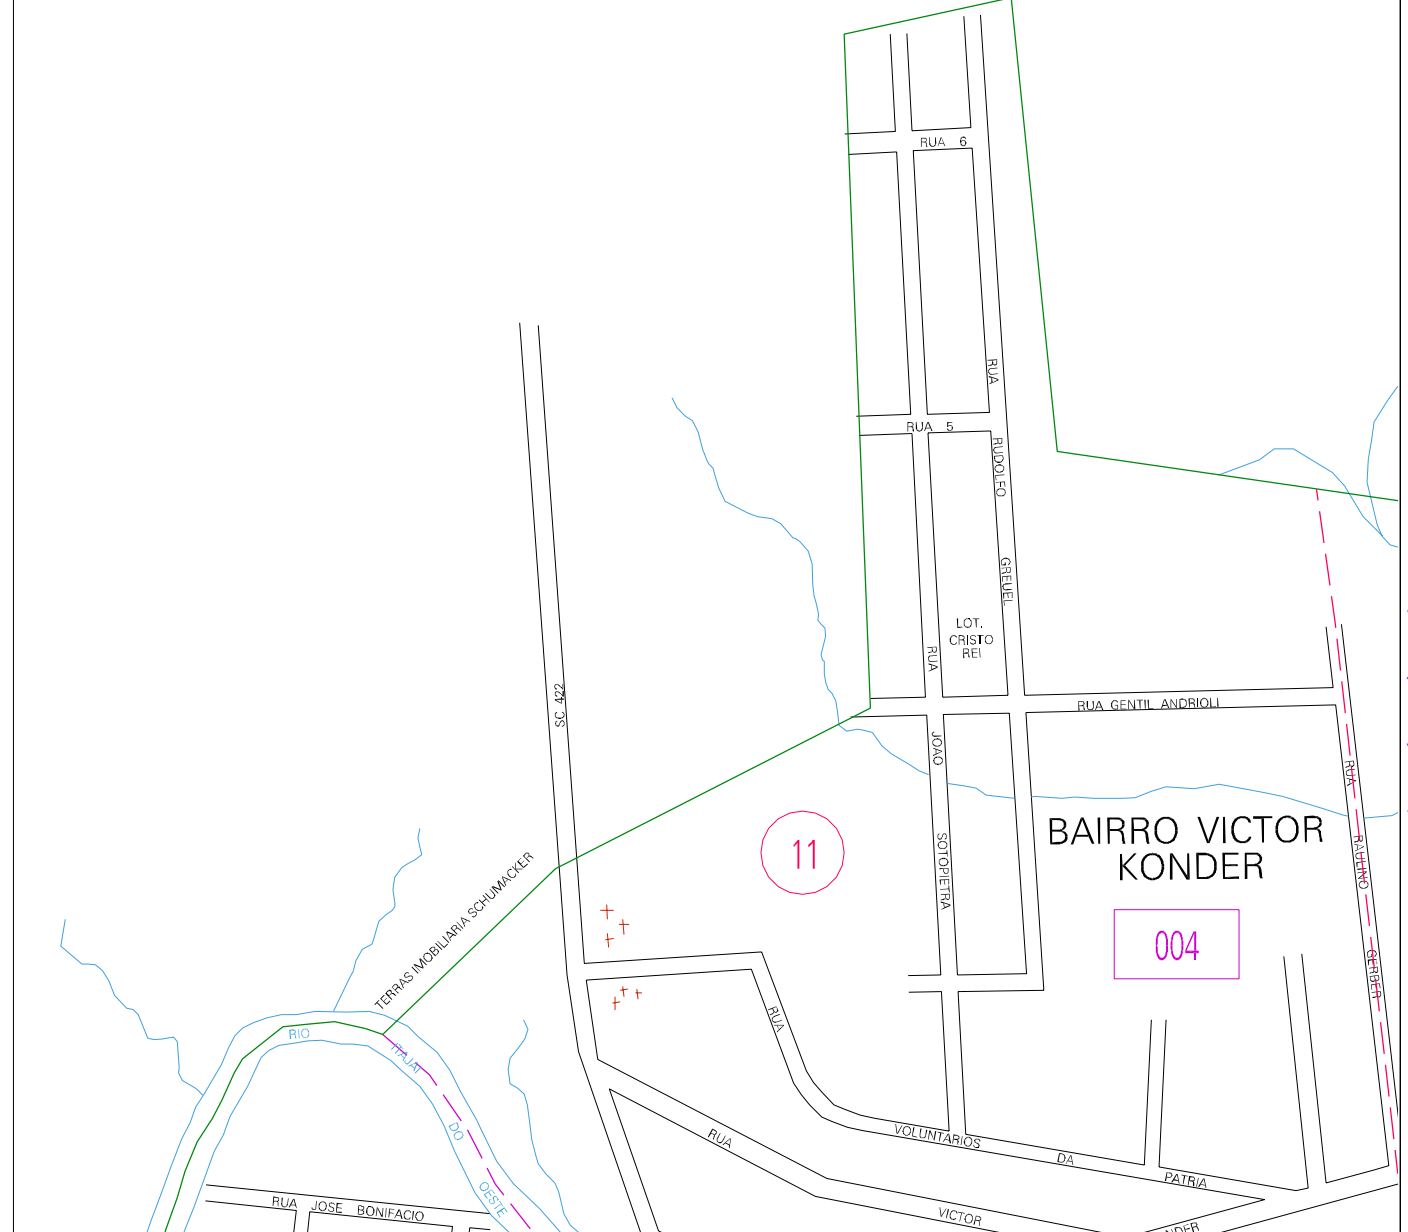 RUA 6
RUA 5
RUA RUDOLFO GREUEL
LOT.
CRISTO
REI
SC 422
RUA JOAO SOTOPIETRA
RUA GENTIL ANDRIOLI
RUA RAULINO GERBER
BAIRRO VICTOR
KONDER
11
004
TERRAS IMOBILIARIA SCHUMACKER
RIO ITAJAI DO OESTE
RUA VOLUNTARIOS DA PATRIA
RUA VICTOR
RUA JOSE BONIFACIO